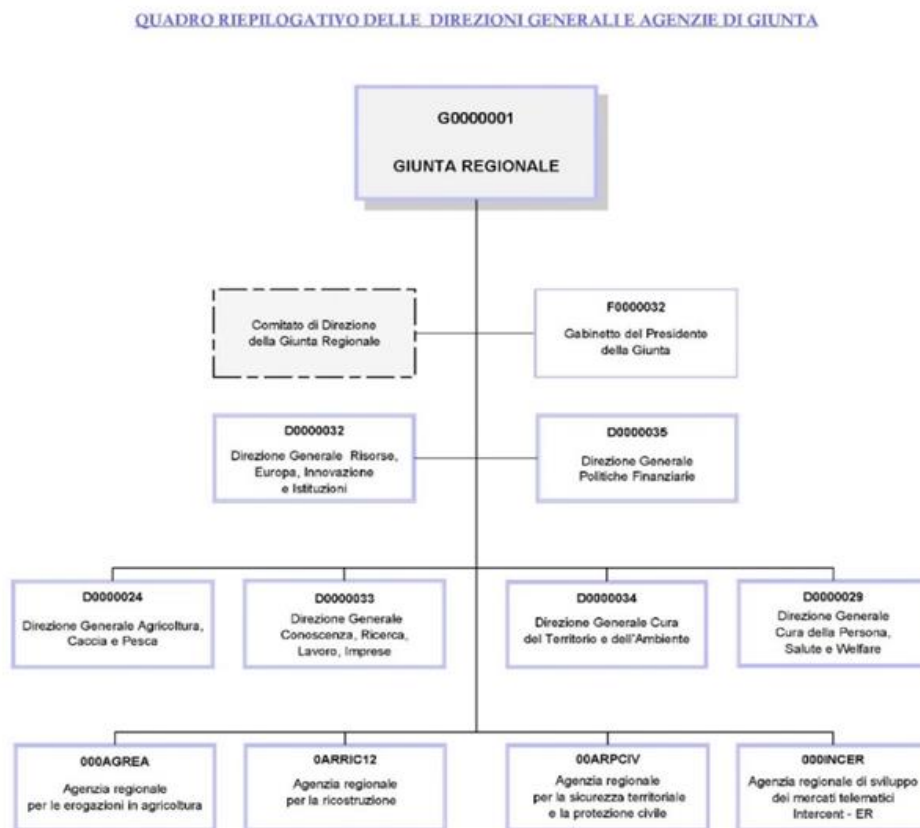 QUADRO RIEPILOGATIVO DELLE DIREZIONI GENERALI E AGENZIE DI GIUNTA
G0000001
GIUNTA REGIONALE
Comitato di Direzione
della Giunta Regionale
F0000032
Gabinetto del Presidente
della Giunta
D0000032
Direzione Generale Risorse,
Europa, Innovazione
e Istituzioni
D0000035
Direzione Generale
Politiche Finanziarie
D0000024
Direzione Generale Agricoltura,
Caccia e Pesca
D0000033
Direzione Generale
Conoscenza, Ricerca,
Lavoro, Imprese
D0000034
Direzione Generale Cura
del Territorio e dell'Ambiente
D0000029
Direzione Generale
Cura della Persona,
Salute e Welfare
000AGREA
Agenzia regionale
per le erogazioni in agricoltura
0ARRIC12
Agenzia regionale
per la ricostruzione
00ARPCIV
Agenzia regionale
per la sicurezza territoriale
e la protezione civile
000INCER
Agenzia regionale di sviluppo
dei mercati telematici
Intercent - ER